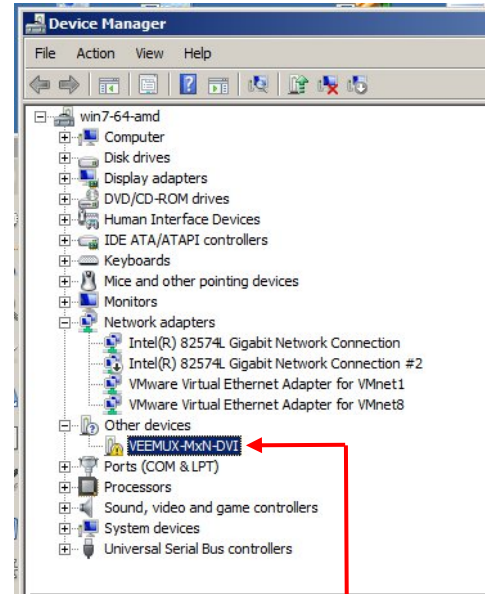 Device Manager
File Action View Help
win7-64-amd
Computer
Disk drives
Display adapters
DVD/CD-ROM drives
Human Interface Devices
IDE ATA/ATAPI controllers
Keyboards
Mice and other pointing devices
Monitors
Network adapters
Intel(R) 82574L Gigabit Network Connection
Intel(R) 82574L Gigabit Network Connection #2
VMware Virtual Ethernet Adapter for VMnet1
VMware Virtual Ethernet Adapter for VMnet8
Other devices
VEEMUX-MxN-DVI
Ports (COM & LPT)
Processors
Sound, video and game controllers
System devices
Universal Serial Bus controllers